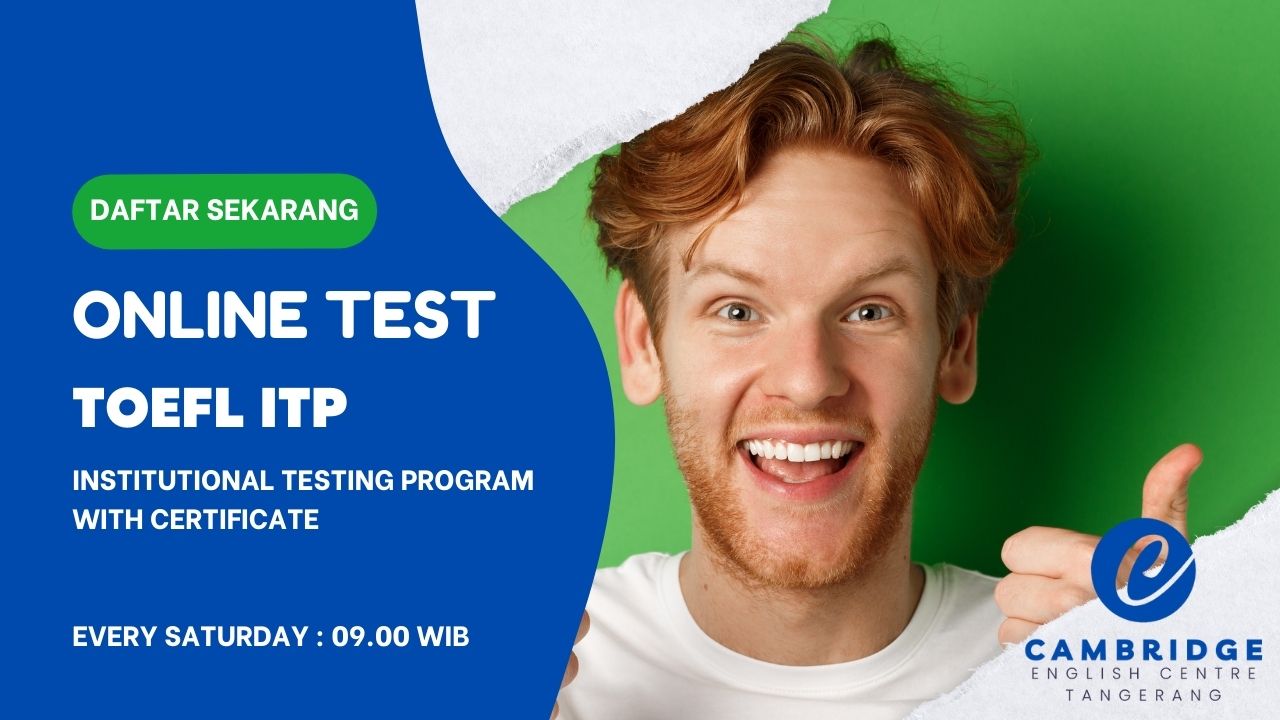 DAFTAR SEKARANG
ONLINE TEST
TOEFL ITP
INSTITUTIONAL TESTING PROGRAM
WITH CERTIFICATE
EVERY SATURDAY : 09.00 WIB
CAMBRIDGE
ENGLISH CENTRE
TANGERANG